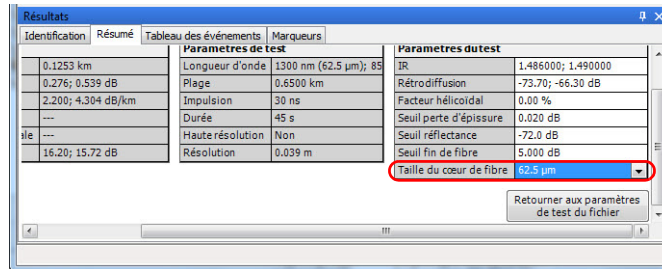 Résultats
Identification Résumé Tableau des événements Marqueurs
Paramètres de test Paramètres du test
0.1253 km Longueur d'onde 1300 nm (62.5 µm); 85 IR 1.486000; 1.490000
0.276; 0.539 dB Plage 0.6500 km Rétrodiffusion -73.70; -66.30 dB
2.200; 4.304 dB/km Impulsion 30 ns Facteur hélicoïdal 0.00 %
--- Durée 45 s Seuil perte d'épissure 0.020 dB
ale --- Haute résolution Non Seuil réflectance -72.0 dB
16.20; 15.72 dB Résolution 0.039 m Seuil fin de fibre 5.000 dB
Taille du cœur de fibre 62.5 µm
Retourner aux paramètres
de test du fichier